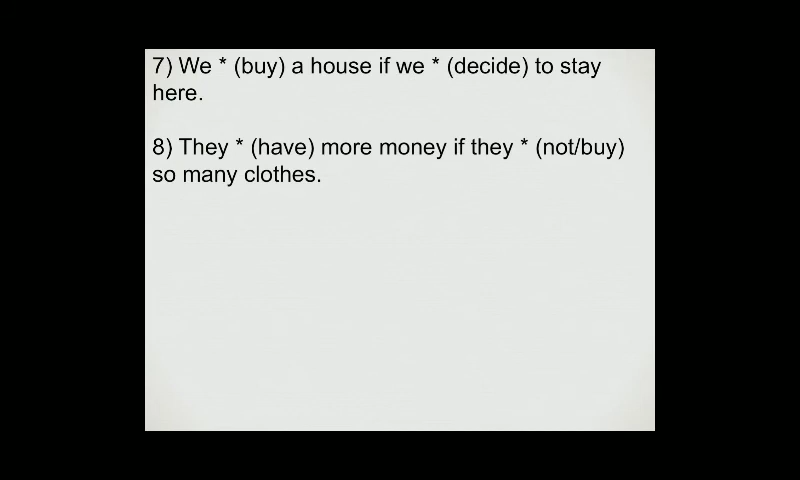 7) We * (buy) a house if we * (decide) to stay
here.
8) They * (have) more money if they * (not/buy)
so many clothes.